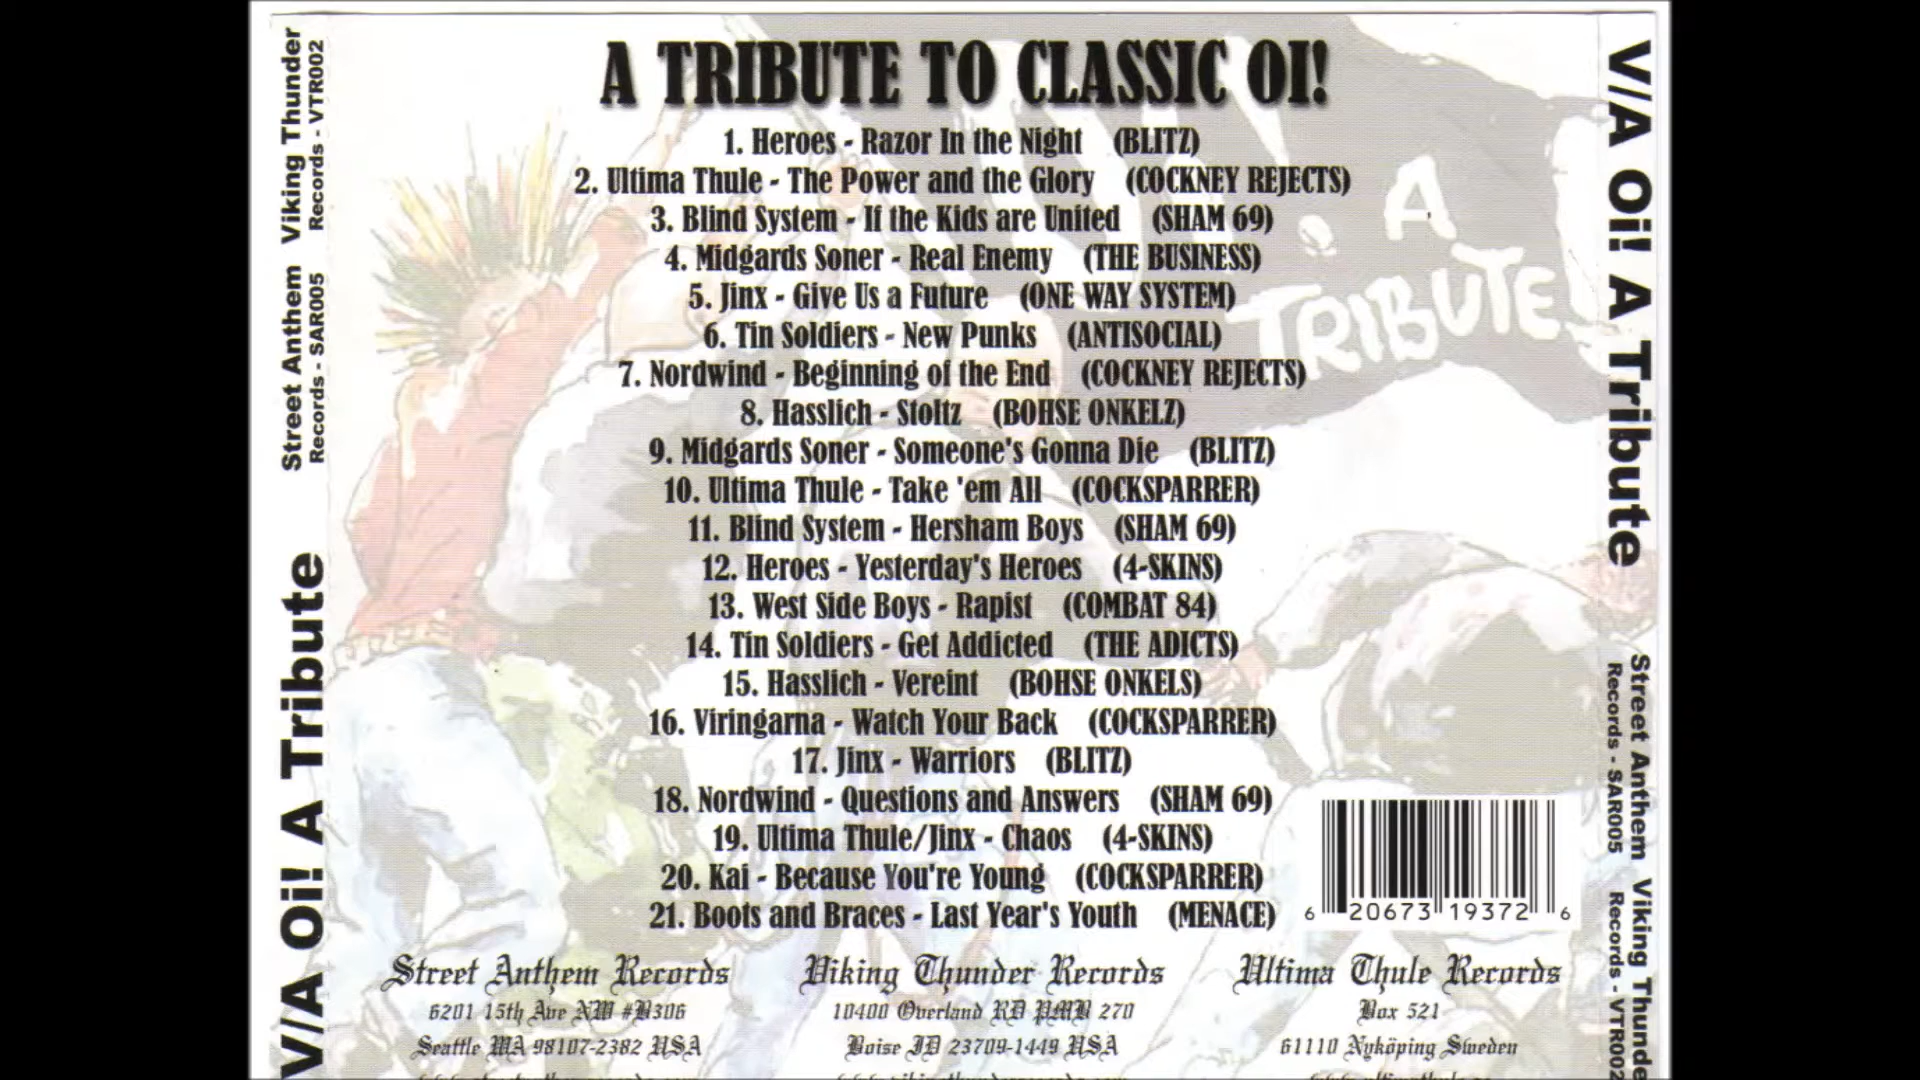 A TRIBUTE TO CLASSIC OI!
1. Heroes - Razor In the Night (BLITZ)
2. Ultima Thule - The Power and the Glory (COCKNEY REJECTS)
3. Blind System - If the Kids are United (SHAM 69)
4. Midgards Soner - Real Enemy (THE BUSINESS)
5. Jinx - Give Us a Future (ONE WAY SYSTEM)
6. Tin Soldiers - New Punks (ANTISOCIAL)
7. Nordwind - Beginning of the End (COCKNEY REJECTS)
8. Hasslich - Stoltz (BOHSE ONKELZ)
9. Midgards Soner - Someone's Gonna Die (BLITZ)
10. Ultima Thule - Take 'em All (COCKSPARRER)
11. Blind System - Hersham Boys (SHAM 69)
12. Heroes - Yesterday's Heroes (4-SKINS)
13. West Side Boys - Rapist (COMBAT 84)
14. Tin Soldiers - Get Addicted (THE ADICTS)
15. Hasslich - Vereint (BOHSE ONKELS)
16. Viringarna - Watch Your Back (COCKSPARRER)
17. Jinx - Warriors (BLITZ)
18. Nordwind - Questions and Answers (SHAM 69)
19. Ultima Thule/Jinx - Chaos (4-SKINS)
20. Kai - Because You're Young (COCKSPARRER)
21. Boots and Braces - Last Year's Youth (MENACE)
A
TRIBUTE
6 20673 19372 6
Street Anthem Records
6201 15th Ave NW #B306
Seattle WA 98107-2382 USA
Viking Thunder Records
10400 Overland RD PMB 270
Boise ID 23709-1449 USA
Ultima Thule Records
Box 521
61110 Nyköping Sweden
V/A Oi! A Tribute
Street Anthem
Records - SAR005
Viking Thunder
Records - VTR002
V/A Oi! A Tribute
Street Anthem
Records - SAR005
Viking Thunde
Records - VTR002